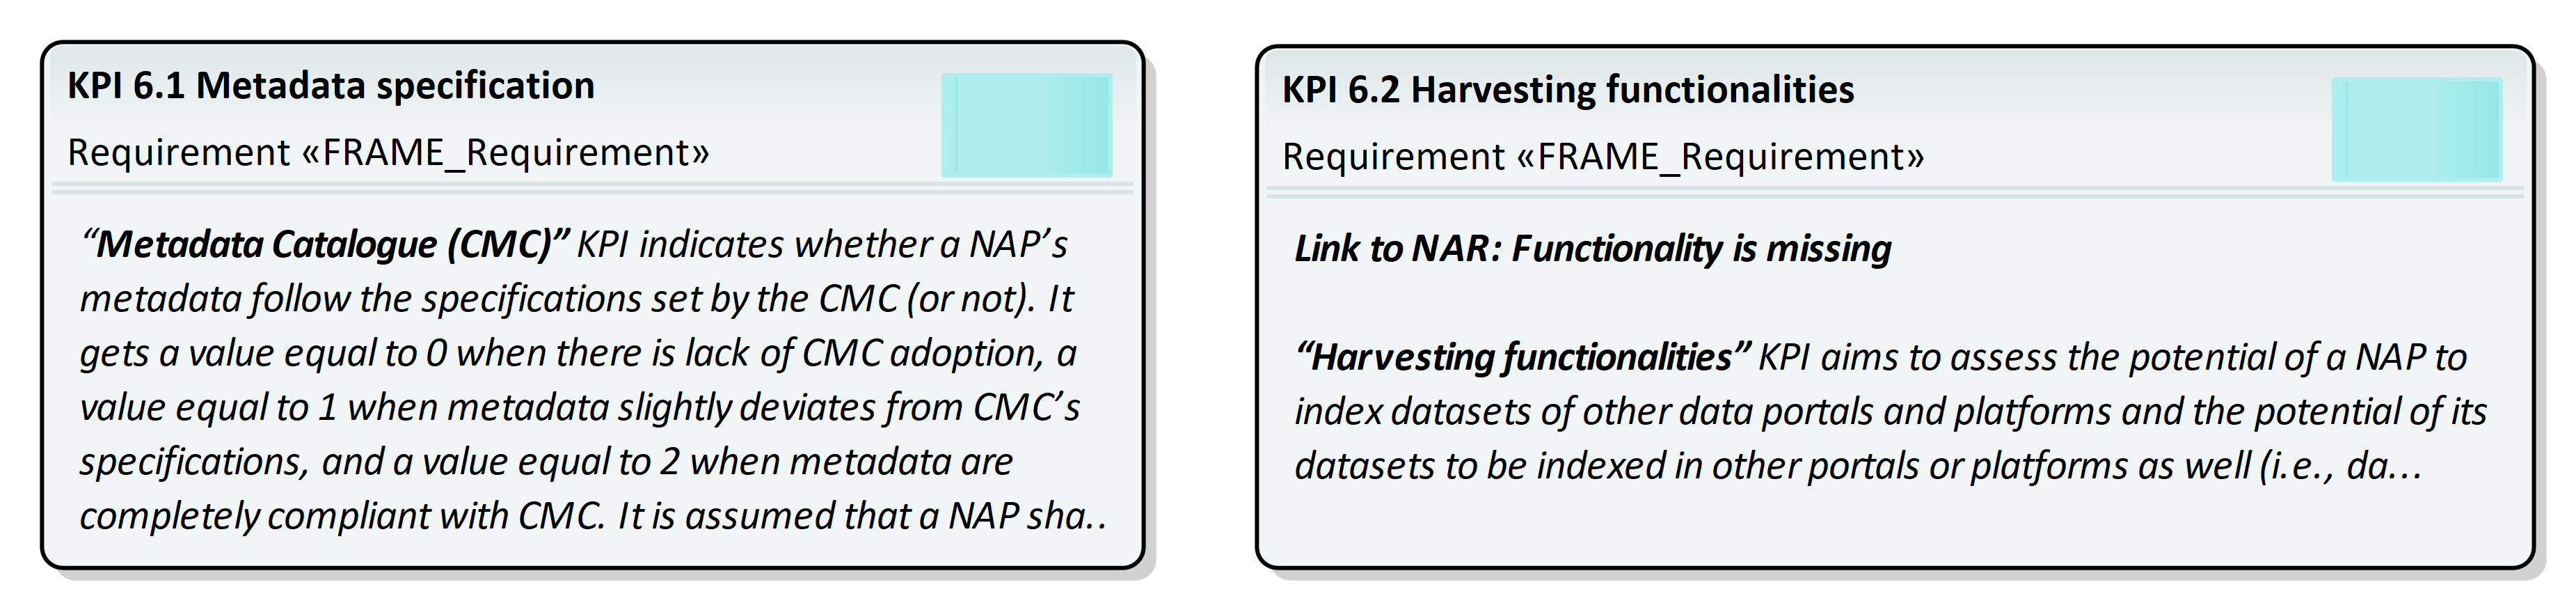 KPI 6.1 Metadata specification
Requirement «FRAME_Requirement»
“Metadata Catalogue (CMC)” KPI indicates whether a NAP’s
metadata follow the specifications set by the CMC (or not). It
gets a value equal to 0 when there is lack of CMC adoption, a
value equal to 1 when metadata slightly deviates from CMC’s
specifications, and a value equal to 2 when metadata are
completely compliant with CMC. It is assumed that a NAP sha..
KPI 6.2 Harvesting functionalities
Requirement «FRAME_Requirement»
Link to NAR: Functionality is missing
“Harvesting functionalities” KPI aims to assess the potential of a NAP to
index datasets of other data portals and platforms and the potential of its
datasets to be indexed in other portals or platforms as well (i.e., da...